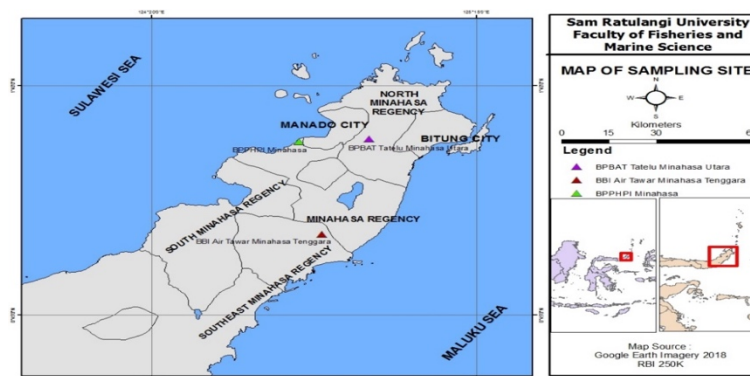 SULAWESI SEA
NORTH
MINAHASA
REGENCY
MANADO CITY
BITUNG CITY
BPPHPI Minahasa
BPBAT Tatelu Minahasa Utara
SOUTH MINAHASA REGENCY
MINAHASA REGENCY
BBI Air Tawar Minahasa Tenggara
SOUTHEAST MINAHASA REGENCY
MALUKU SEA
Sam Ratulangi University
Faculty of Fisheries and
Marine Science
MAP OF SAMPLING SITE
N
W E
S
Kilometers
0 30 6
Legend
BPBAT Tatelu Minahasa Utara
BBI Air Tawar Minahasa Tenggara
BPPHPI Minahasa
Map Source :
Google Earth Imagery 2018
RBI 250K